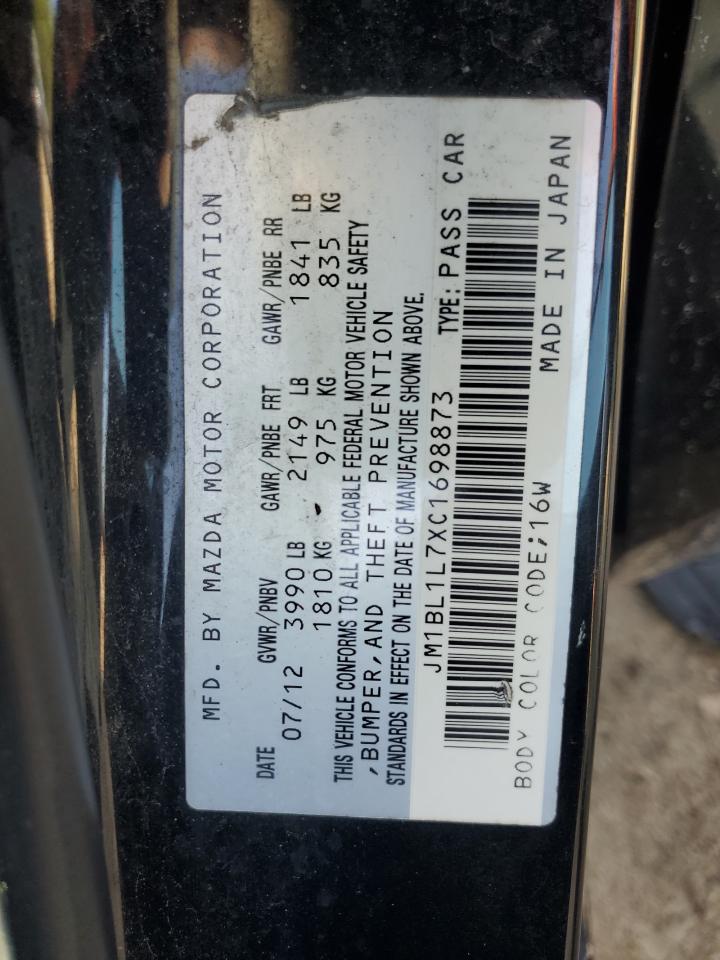 MFD. BY MAZDA MOTOR CORPORATION
DATE GVWR/PNBV GAWR/PNBE FRT GAWR/PNBE RR
07/12 3990 LB 2149 LB 1841 LB
1810 KG 975 KG 835 KG
THIS VEHICLE CONFORMS TO ALL APPLICABLE FEDERAL MOTOR VEHICLE SAFETY
,BUMPER,AND THEFT PREVENTION
STANDARDS IN EFFECT ON THE DATE OF MANUFACTURE SHOWN ABOVE.
JM1BL1L7XC1698873 TYPE: PASS CAR
BODY COLOR CODE;16W MADE IN JAPAN